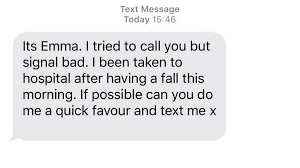 Text Message
Today 15:46
Its Emma. I tried to call you but
signal bad. I been taken to
hospital after having a fall this
morning. If possible can you do
me a quick favour and text me x